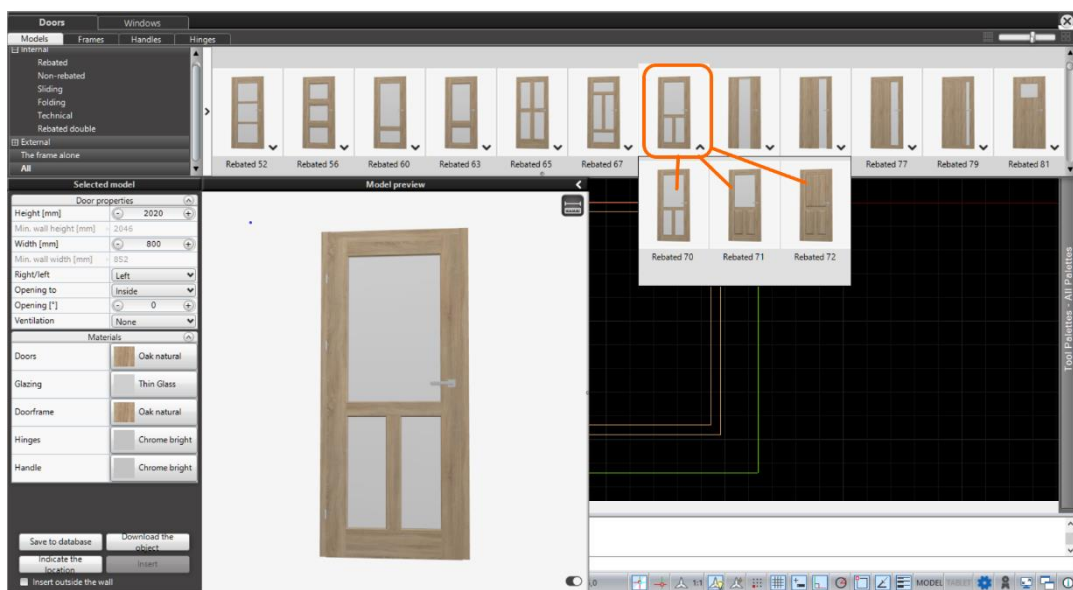 Doors Windows
Models Frames Handles Hinges
Internal
Rebated
Non-rebated
Sliding
Folding
Technical
Rebated double
External
The frame alone
All
Rebated 52 Rebated 56 Rebated 60 Rebated 63 Rebated 65 Rebated 67 Rebated 77 Rebated 79 Rebated 81
Rebated 70 Rebated 71 Rebated 72
Selected model
Door properties
Height [mm] 2020
Min. wall height [mm] 2046
Width [mm] 800
Min. wall width [mm] 852
Right/left Left
Opening to Inside
Opening [°] 0
Ventilation None
Materials
Doors Oak natural
Glazing Thin Glass
Doorframe Oak natural
Hinges Chrome bright
Handle Chrome bright
Save to database Download the object
Indicate the location Insert
Insert outside the wall
Model preview
Tool Palettes - All Palettes
1:1 MODEL TABLET